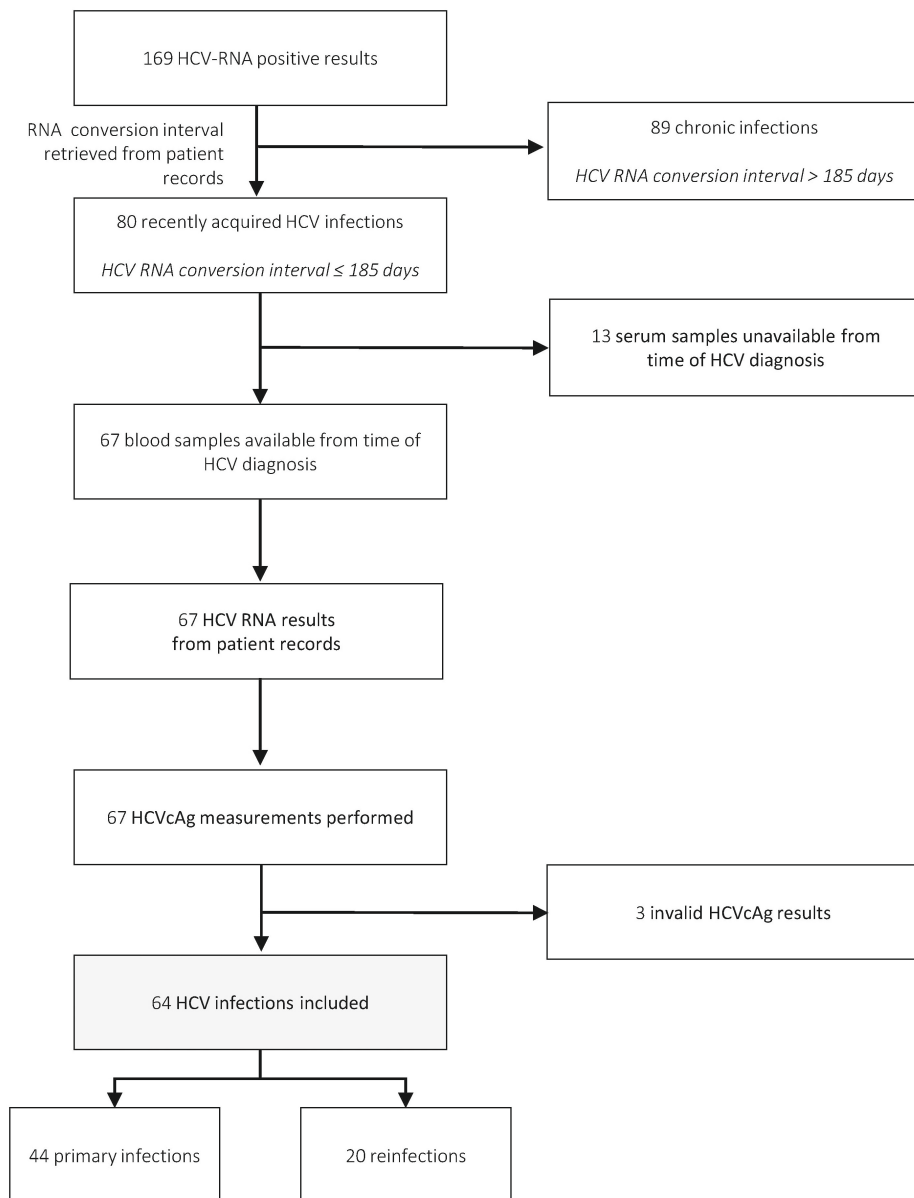 169 HCV-RNA positive results
RNA conversion interval
retrieved from patient
records
89 chronic infections
HCV RNA conversion interval > 185 days
80 recently acquired HCV infections
HCV RNA conversion interval ≤ 185 days
13 serum samples unavailable from
time of HCV diagnosis
67 blood samples available from time of
HCV diagnosis
67 HCV RNA results
from patient records
67 HCVcAg measurements performed
3 invalid HCVcAg results
64 HCV infections included
44 primary infections
20 reinfections